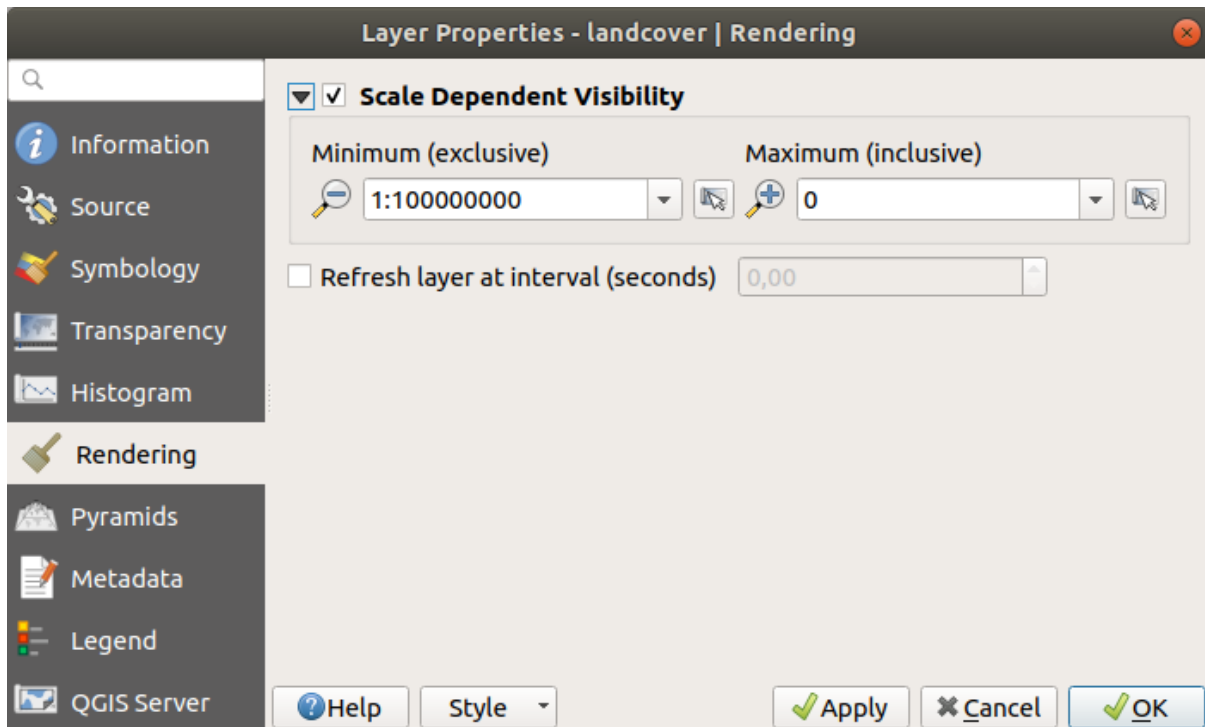 Layer Properties - landcover | Rendering
Information
Source
Symbology
Transparency
Histogram
Rendering
Pyramids
Metadata
Legend
QGIS Server
Scale Dependent Visibility
Minimum (exclusive) Maximum (inclusive)
1:100000000 0
Refresh layer at interval (seconds) 0,00
Help Style Apply Cancel OK